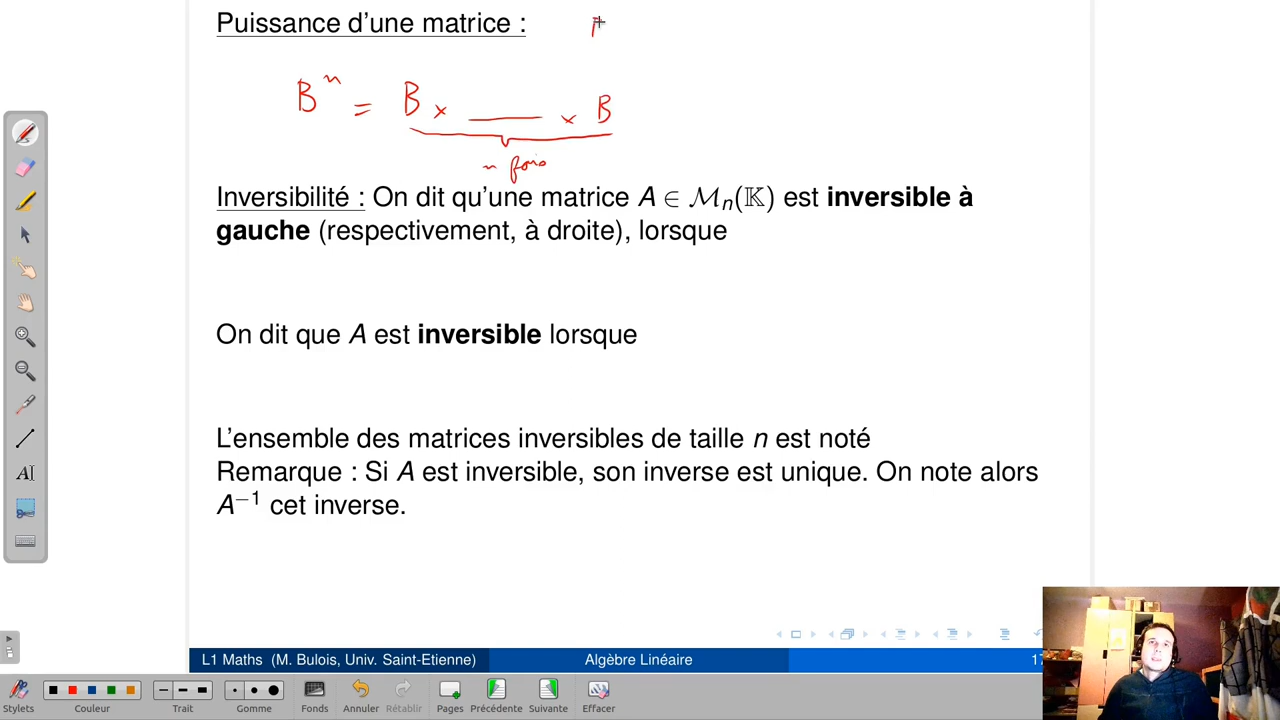 Puissance d'une matrice :
B^n = B × ___ × B
n fois
Inversibilité : On dit qu'une matrice A ∈ ℳn(𝕂) est inversible à
gauche (respectivement, à droite), lorsque
On dit que A est inversible lorsque
L'ensemble des matrices inversibles de taille n est noté
Remarque : Si A est inversible, son inverse est unique. On note alors
A⁻¹ cet inverse.
L1 Maths (M. Bulois, Univ. Saint-Etienne) Algèbre Linéaire 17
Stylets Couleur Trait Gomme Fonds Annuler Rétablir Pages Précédente Suivante Effacer